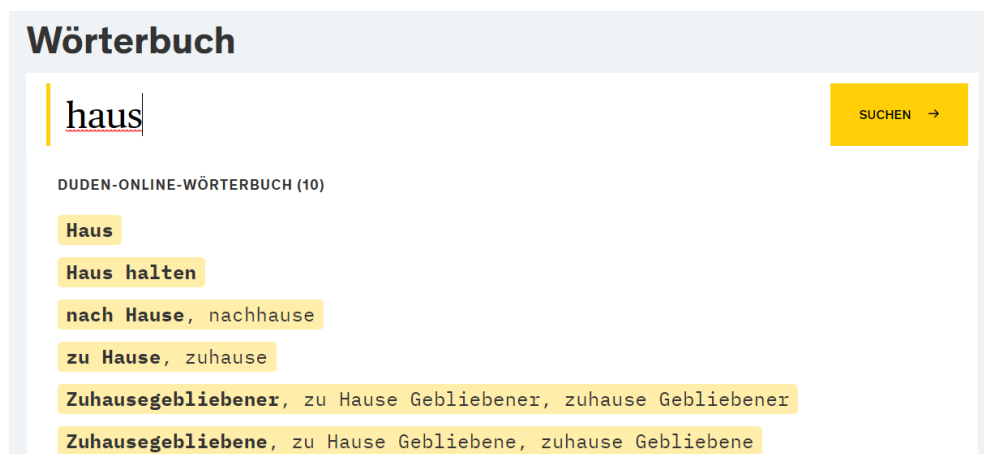 Wörterbuch
haus
SUCHEN →
DUDEN-ONLINE-WÖRTERBUCH (10)
Haus
Haus halten
nach Hause, nachhause
zu Hause, zuhause
Zuhausegebliebener, zu Hause Gebliebener, zuhause Gebliebener
Zuhausegebliebene, zu Hause Gebliebene, zuhause Gebliebene